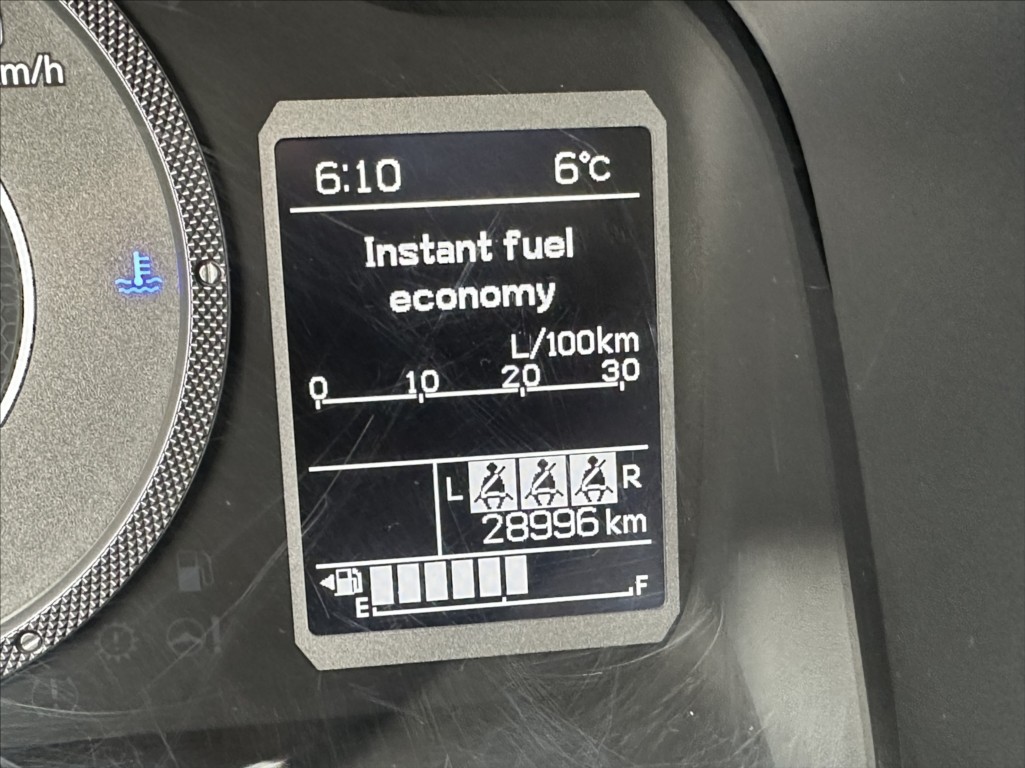 m/h
6:10 6°C
Instant fuel
economy
L/100km
0 10 20 30
L R
28996 km
E F